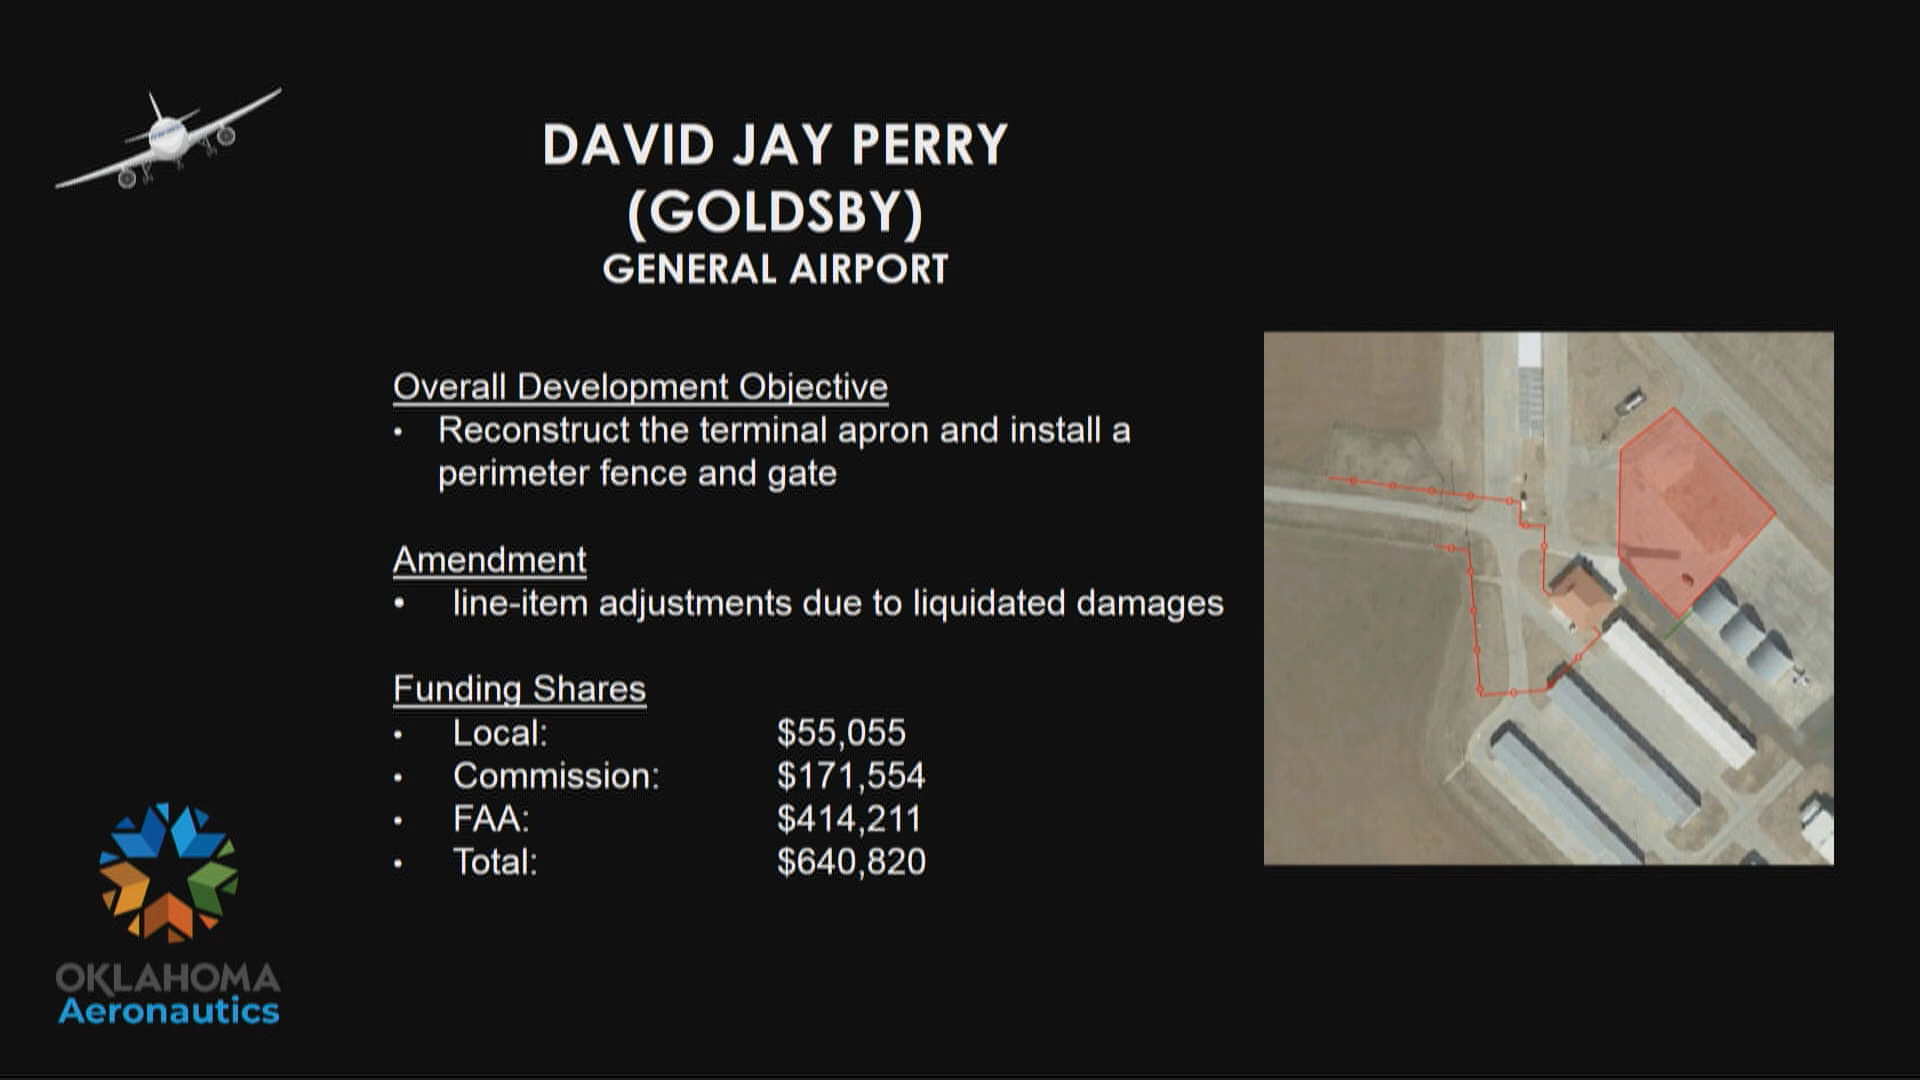 DAVID JAY PERRY
(GOLDSBY)
GENERAL AIRPORT
Overall Development Objective
• Reconstruct the terminal apron and install a
perimeter fence and gate
Amendment
• line-item adjustments due to liquidated damages
Funding Shares
• Local: $55,055
• Commission: $171,554
• FAA: $414,211
• Total: $640,820
OKLAHOMA
Aeronautics